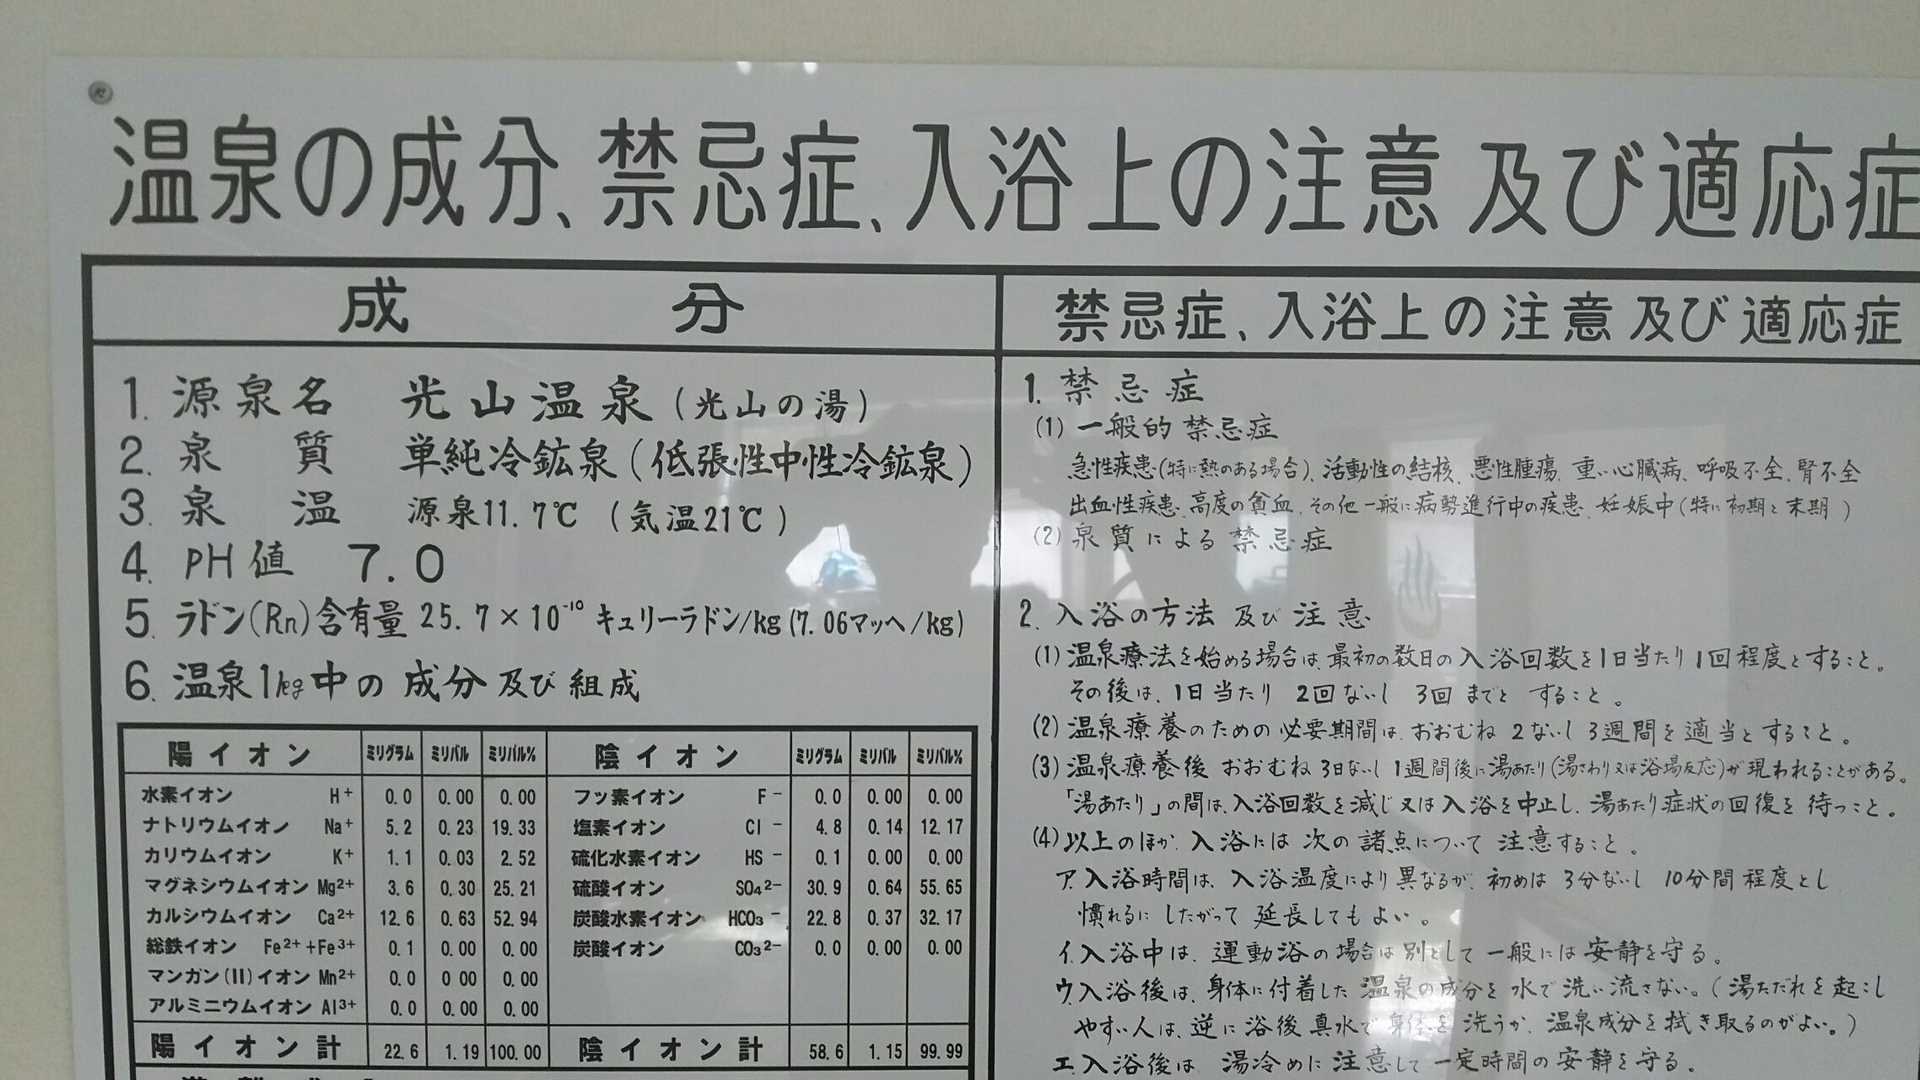 温泉の成分、禁忌症、入浴上の注意 及び適応症
成分
1. 源泉名 光山温泉(光山の湯)
2. 泉質 単純冷鉱泉(低張性中性冷鉱泉)
3. 泉温 源泉11.7℃ (気温21℃)
4. PH値 7.0
5. ラドン(Rn)含有量 25.7×10⁻¹⁰ キュリーラドン/kg (7.06マッヘ/kg)
6. 温泉1kg中の成分及び組成
陽イオン ミリグラム ミリバル ミリバル% 陰イオン ミリグラム ミリバル ミリバル%
水素イオン H⁺ 0.0 0.00 0.00 フッ素イオン F⁻ 0.0 0.00 0.00
ナトリウムイオン Na⁺ 5.2 0.23 19.33 塩素イオン Cl⁻ 4.8 0.14 12.17
カリウムイオン K⁺ 1.1 0.03 2.52 硫化水素イオン HS⁻ 0.1 0.00 0.00
マグネシウムイオン Mg²⁺ 3.6 0.30 25.21 硫酸イオン SO₄²⁻ 30.9 0.64 55.65
カルシウムイオン Ca²⁺ 12.6 0.63 52.94 炭酸水素イオン HCO₃⁻ 22.8 0.37 32.17
総鉄イオン Fe²⁺+Fe³⁺ 0.1 0.00 0.00 炭酸イオン CO₃²⁻ 0.0 0.00 0.00
マンガン(II)イオン Mn²⁺ 0.0 0 00 0.00
アルミニウムイオン Al³⁺ 0.0 0.00 0.00
陽イオン計 22.6 1.19 100.00 陰イオン計 58.6 1.15 99.99
禁忌症、入浴上の注意及び適応症
1. 禁忌症
(1) 一般的禁忌症
急性疾患(特に熱のある場合)、活動性の結核、悪性腫瘍、重い心臓病、呼吸不全、腎不全
出血性疾患、高度の貧血、その他一般に病勢進行中の疾患、妊娠中(特に初期と末期)
(2) 泉質による禁忌症
2. 入浴の方法及び注意
(1) 温泉療法を始める場合は、最初の数日の入浴回数を1日当たり1回程度とすること。
その後は、1日当たり 2回ないし 3回までとすること。
(2) 温泉療養のための必要期間は、おおむね 2ないし3週間を適当とすること。
(3) 温泉療養後おおむね3日ないし1週間後に湯あたり(湯さわり又は浴場反応)が現われることがある。
「湯あたり」の間は、入浴回数を減じ又は入浴を中止し、湯あたり症状の回復を待つこと。
(4) 以上のほか、入浴には次の諸点について注意すること。
ア.入浴時間は、入浴温度により異なるが、初めは3分ないし10分間程度とし
慣れるにしたがって延長してもよい。
イ.入浴中は、運動浴の場合は別として一般には安静を守る。
ウ.入浴後は、身体に付着した温泉の成分を水で洗い流さない。(湯ただれを起こし
やすい人は、逆に浴後真水で身体を洗うか、温泉成分を拭き取るのがよい。)
エ.入浴後は 湯冷めに注意して一定時間の安静を守る。